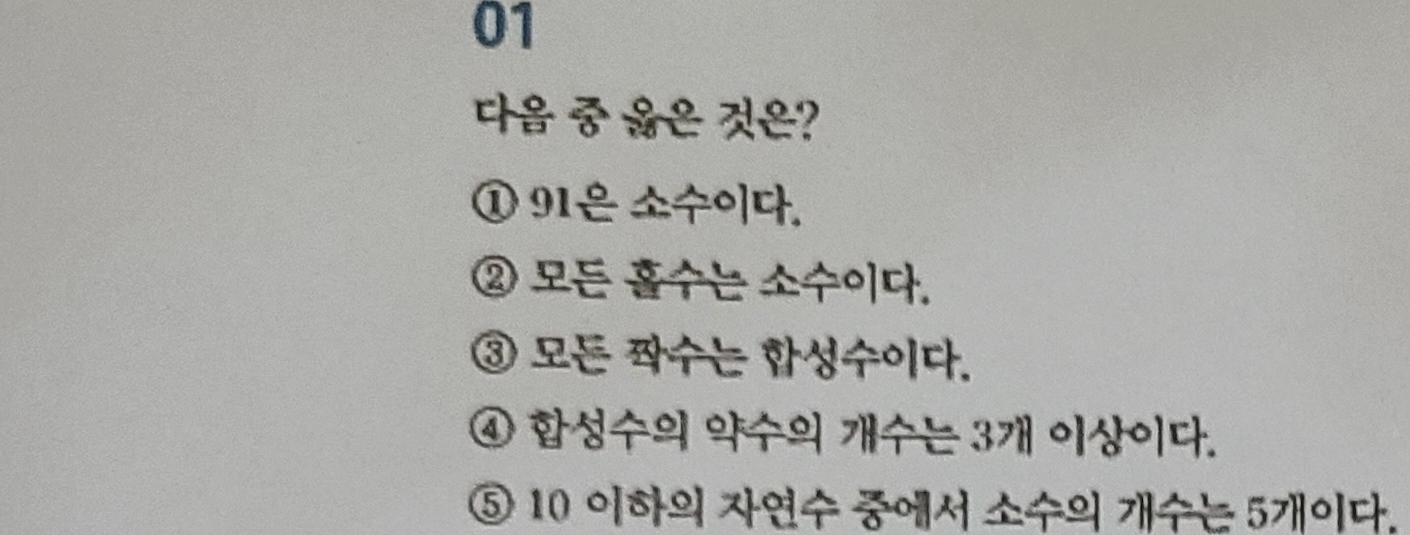 01
다음 중 옳은 것은?
① 91은 소수이다.
② 모든 홀수는 소수이다.
③ 모든 짝수는 합성수이다.
④ 합성수의 약수의 개수는 3개 이상이다.
⑤ 10 이하의 자연수 중에서 소수의 개수는 5개이다.